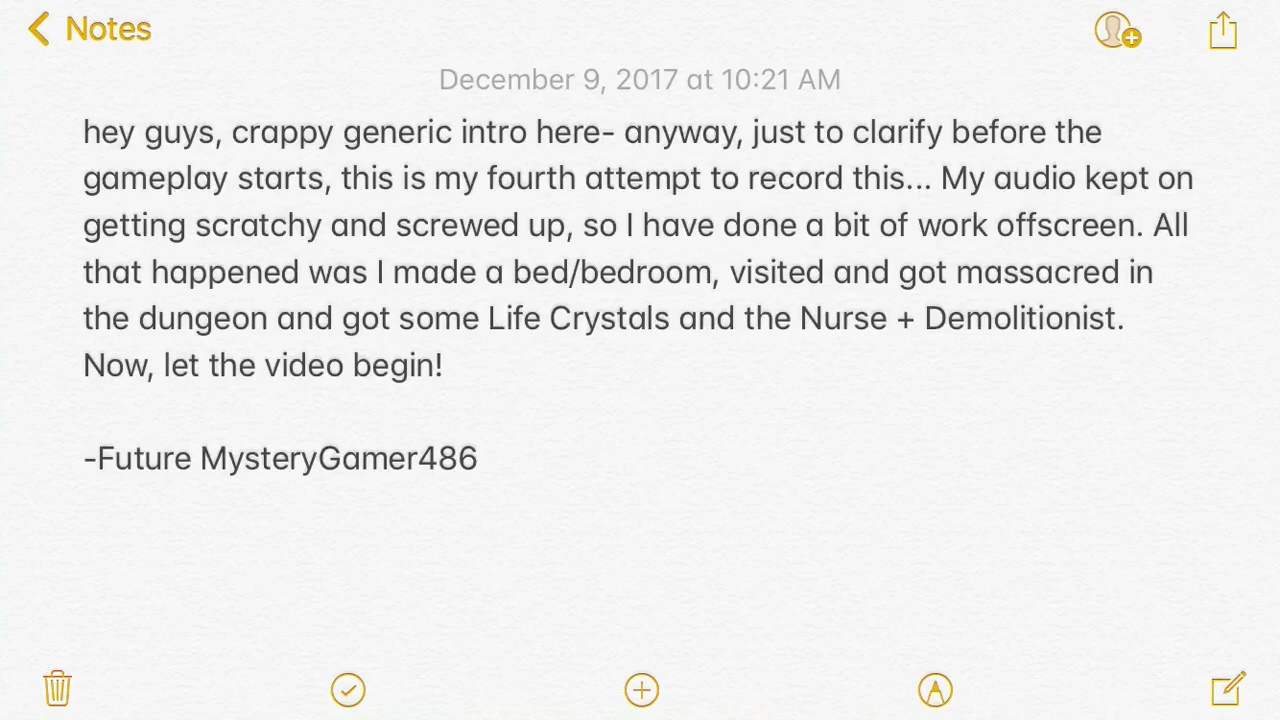 Notes
December 9, 2017 at 10:21 AM
hey guys, crappy generic intro here- anyway, just to clarify before the
gameplay starts, this is my fourth attempt to record this... My audio kept on
getting scratchy and screwed up, so I have done a bit of work offscreen. All
that happened was I made a bed/bedroom, visited and got massacred in
the dungeon and got some Life Crystals and the Nurse + Demolitionist.
Now, let the video begin!
-Future MysteryGamer486